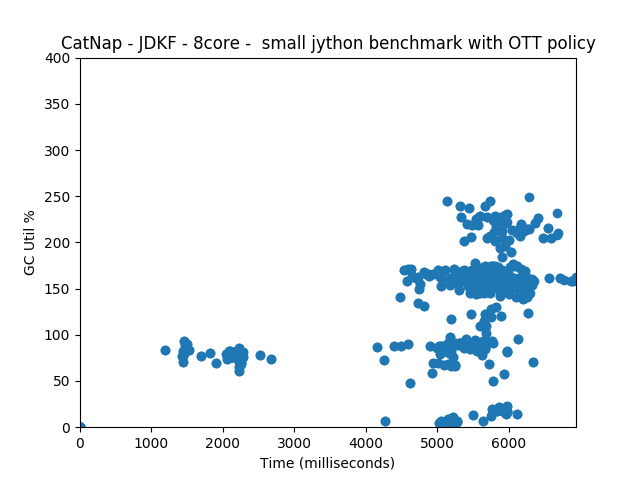 CatNap - JDKF - 8core -  small jython benchmark with OTT policy
400
350
300
250
200
150
100
50
0
GC Util %
0 1000 2000 3000 4000 5000 6000
Time (milliseconds)